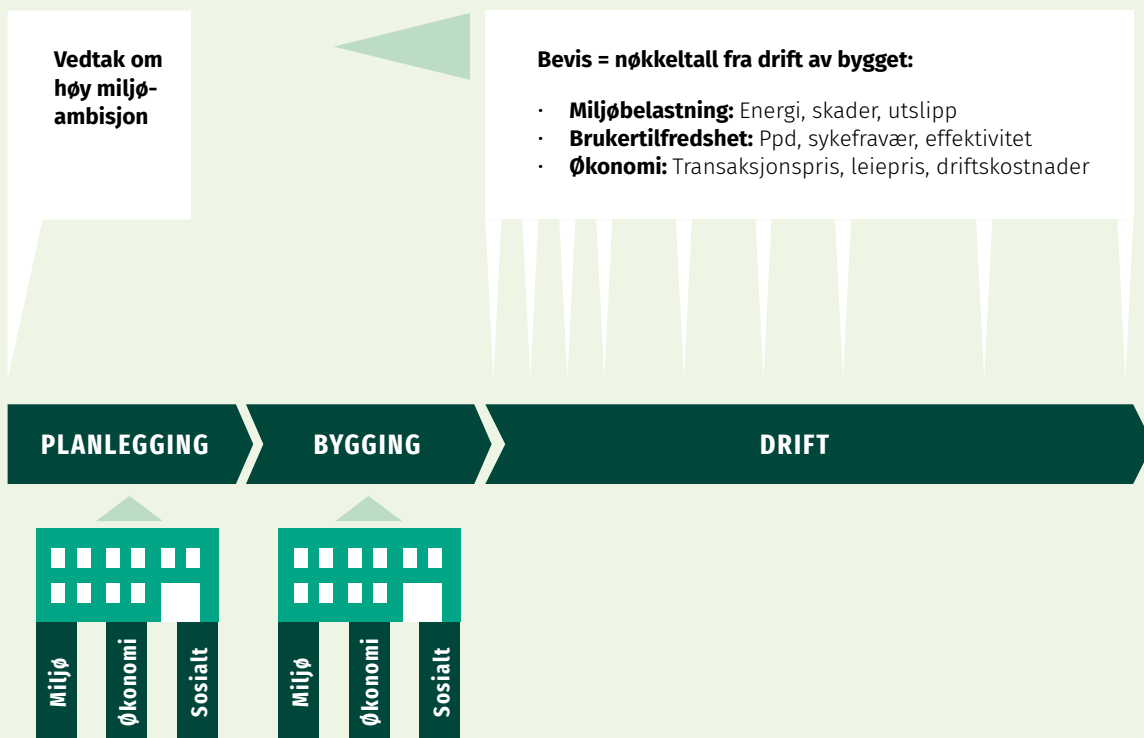 Vedtak om
høy miljø-
ambisjon
Bevis = nøkkeltall fra drift av bygget:
· Miljøbelastning: Energi, skader, utslipp
· Brukertilfredshet: Ppd, sykefravær, effektivitet
· Økonomi: Transaksjonspris, leiepris, driftskostnader
PLANLEGGING
BYGGING
DRIFT
Miljø
Økonomi
Sosialt
Miljø
Økonomi
Sosialt